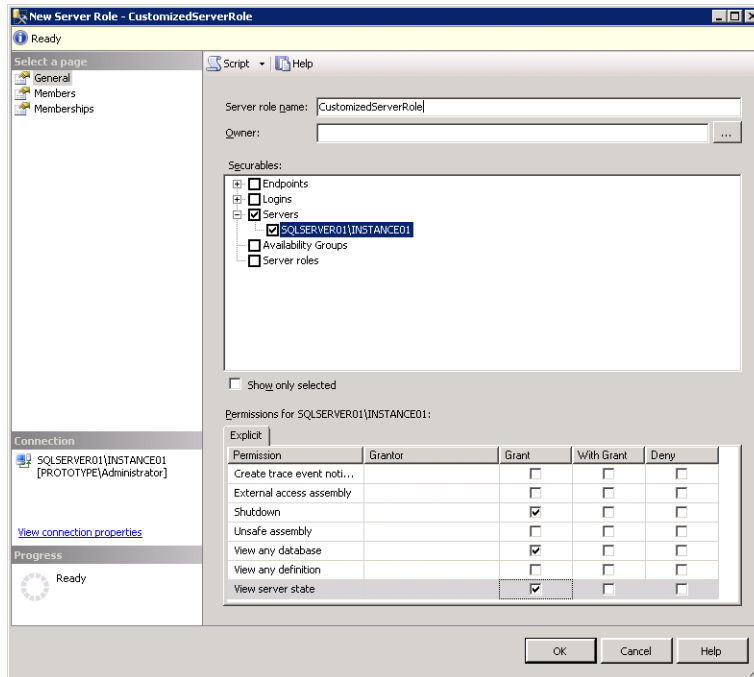 New Server Role - CustomizedServerRole
Ready
Select a page
General
Members
Memberships
Script
Help
Server role name: CustomizedServerRole
Owner:
...
Securables:
Endpoints
Logins
Servers
SQLSERVER01\INSTANCE01
Availability Groups
Server roles
Show only selected
Permissions for SQLSERVER01\INSTANCE01:
Explicit
Permission Grantor Grant With Grant Deny
Create trace event noti...
External access assembly
Shutdown
Unsafe assembly
View any database
View any definition
View server state
Connection
SQLSERVER01\INSTANCE01
[PROTOTYPE\Administrator]
View connection properties
Progress
Ready
OK Cancel Help